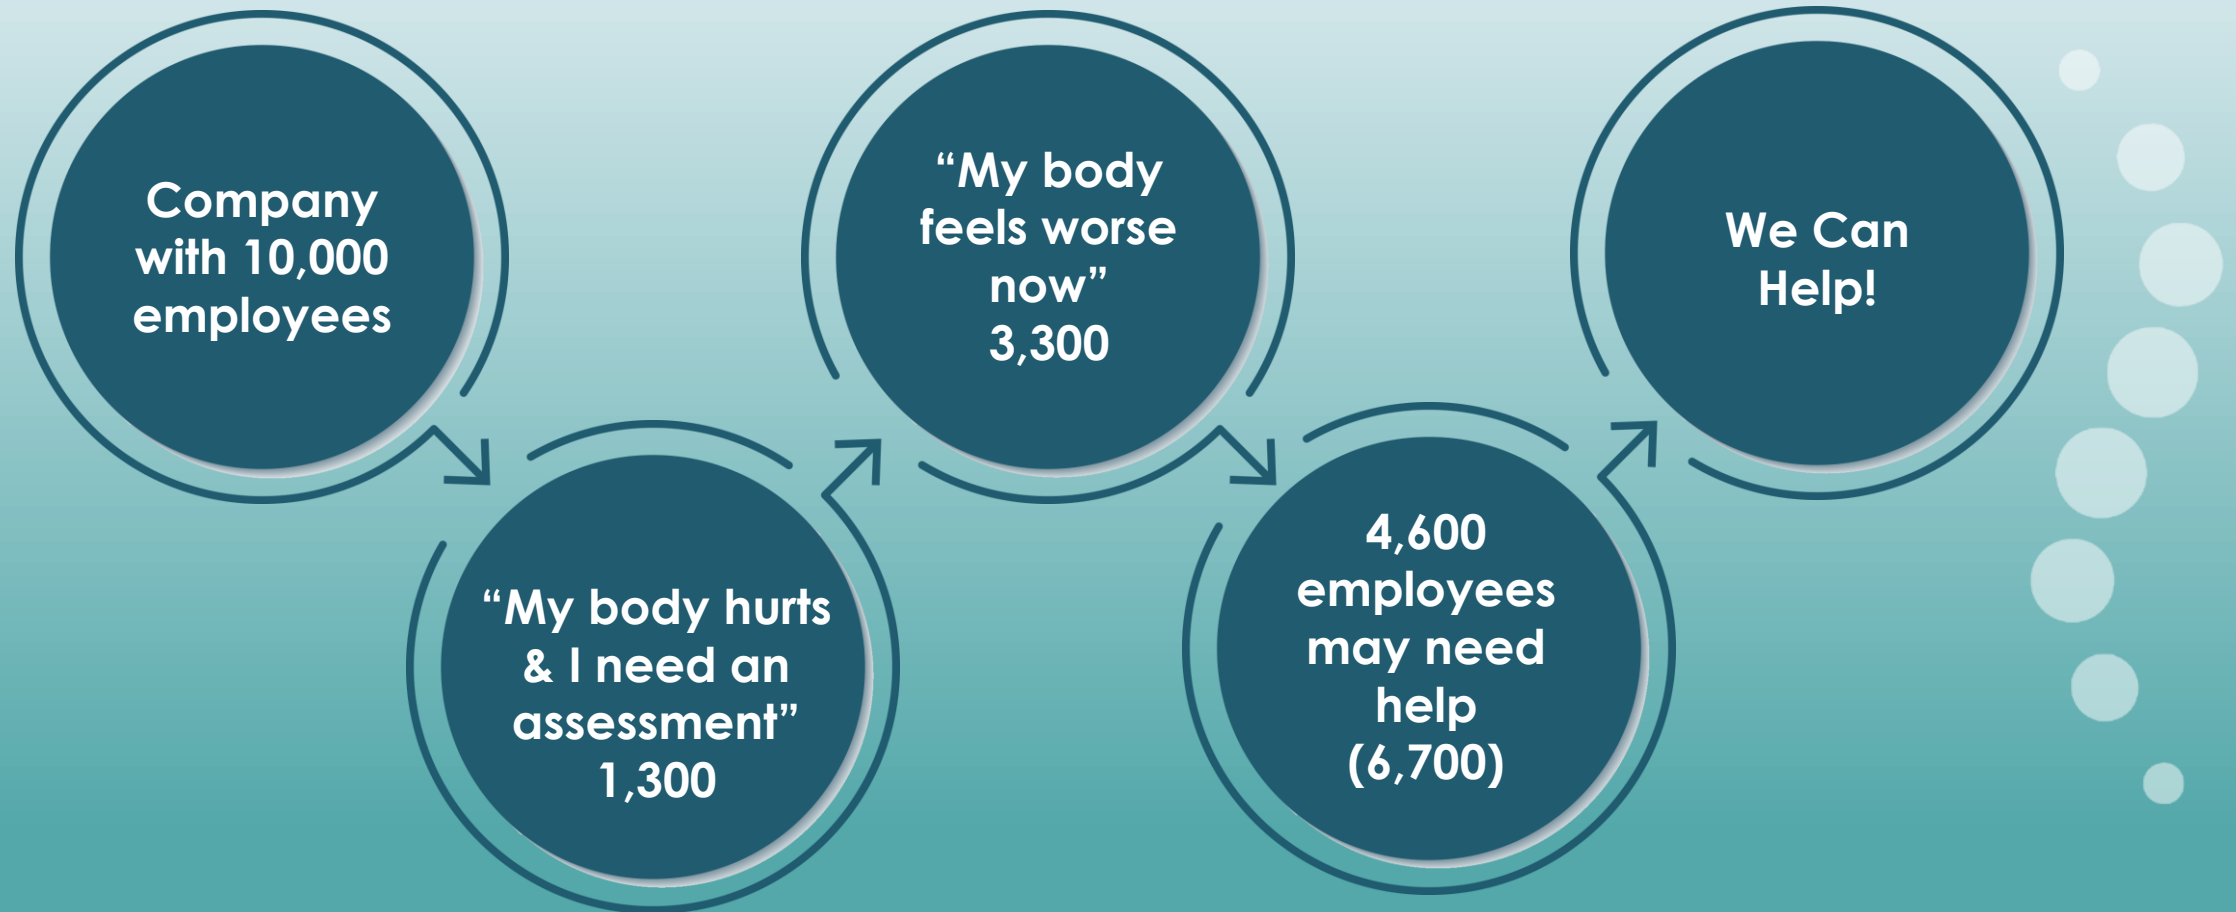 Company
with 10,000
employees
“My body hurts
& I need an
assessment”
1,300
“My body
feels worse
now”
3,300
4,600
employees
may need
help
(6,700)
We Can
Help!